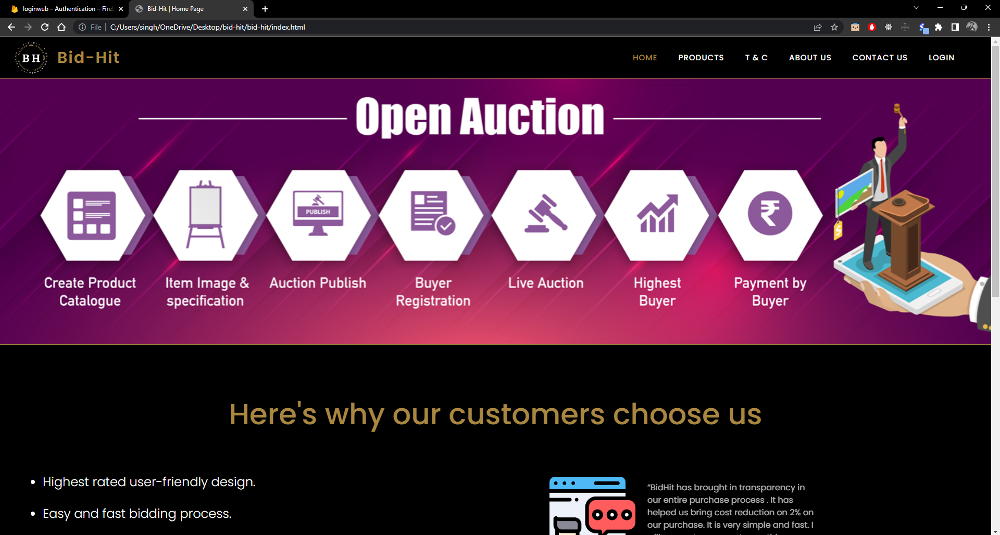 loginweb – Authentication – Fire
Bid-Hit | Home Page
File
C:/Users/singh/OneDrive/Desktop/bid-hit/bid-hit/index.html
BH
Bid-Hit
HOME
PRODUCTS
T & C
ABOUT US
CONTACT US
LOGIN
Open Auction
PUBLISH
Create Product
Catalogue
Item Image &
specification
Auction Publish
Buyer
Registration
Live Auction
Highest
Buyer
Payment by
Buyer
Here's why our customers choose us
Highest rated user-friendly design.
Easy and fast bidding process.
“BidHit has brought in transparency in
our entire purchase process . It has
helped us bring cost reduction on 2% on
our purchase. It is very simple and fast. I